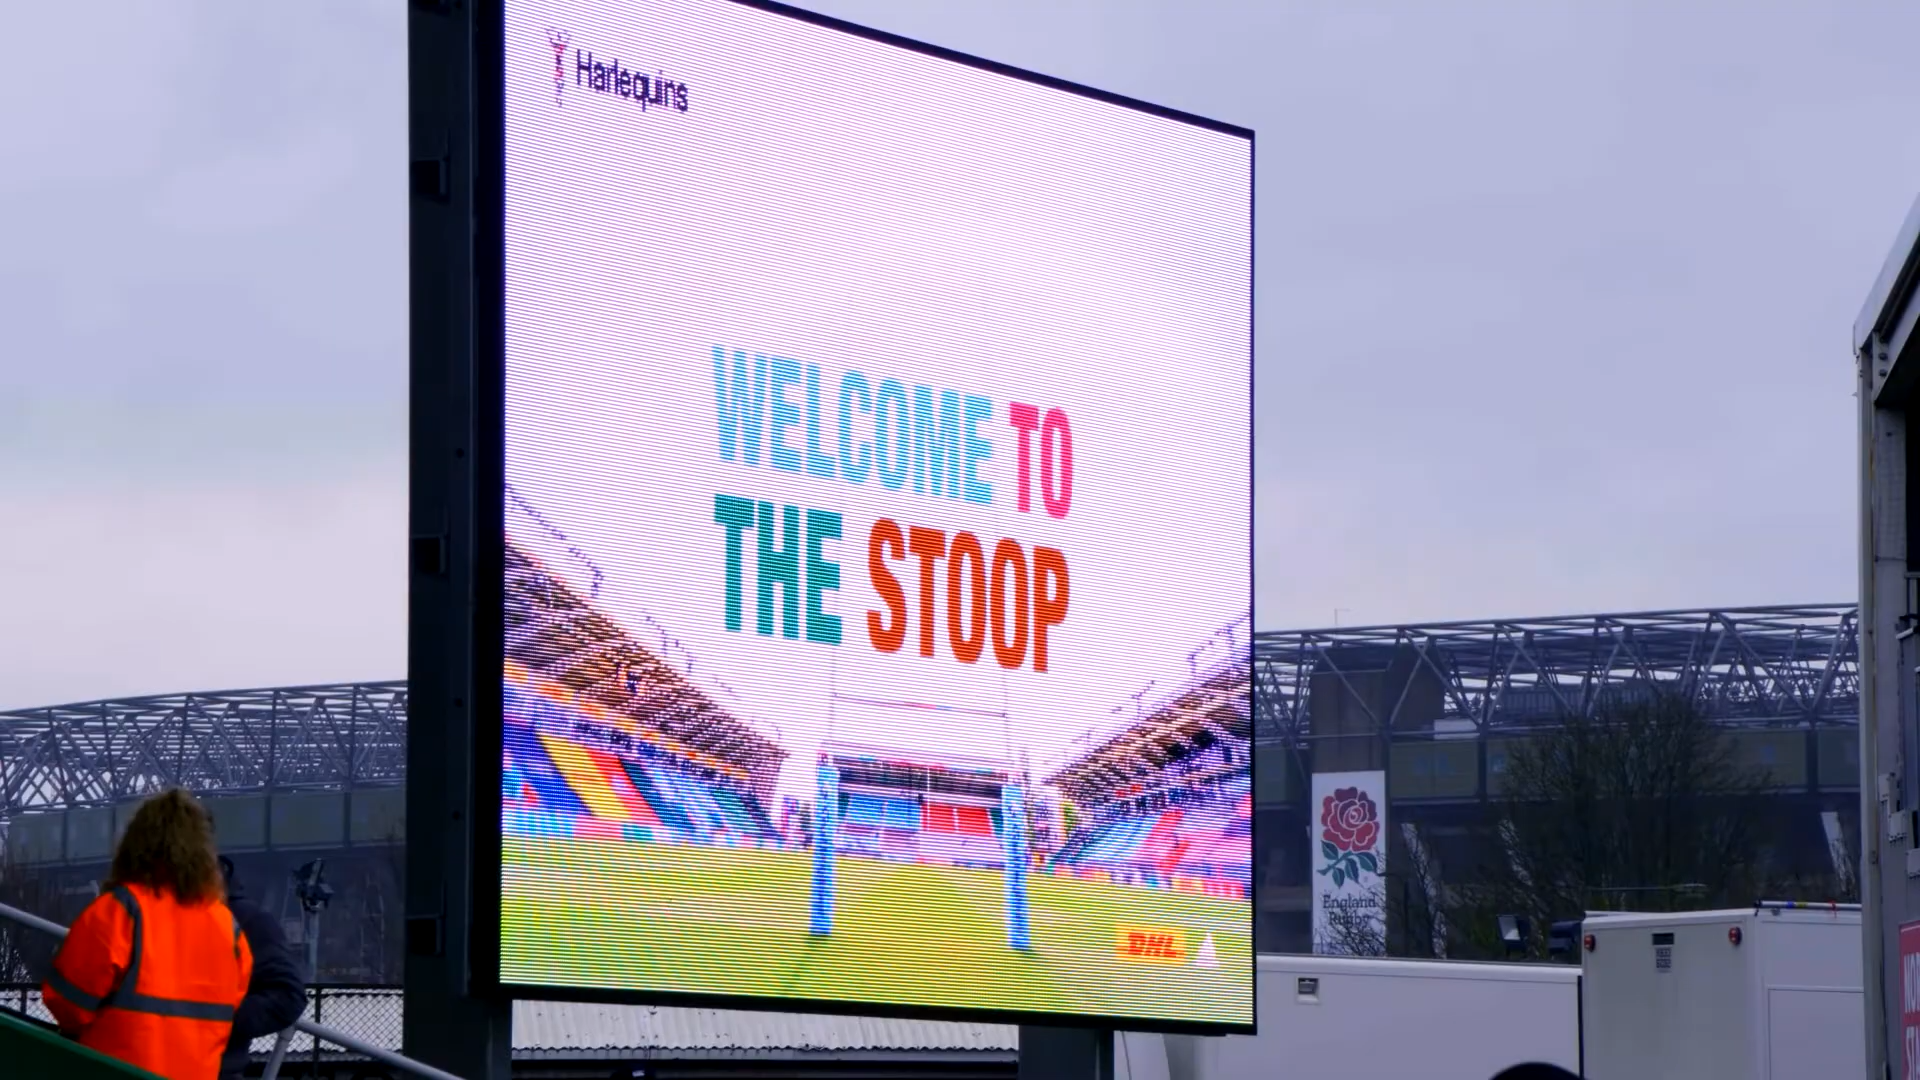 Harlequins
WELCOME TO
THE STOOP
DHL
England
Rugby